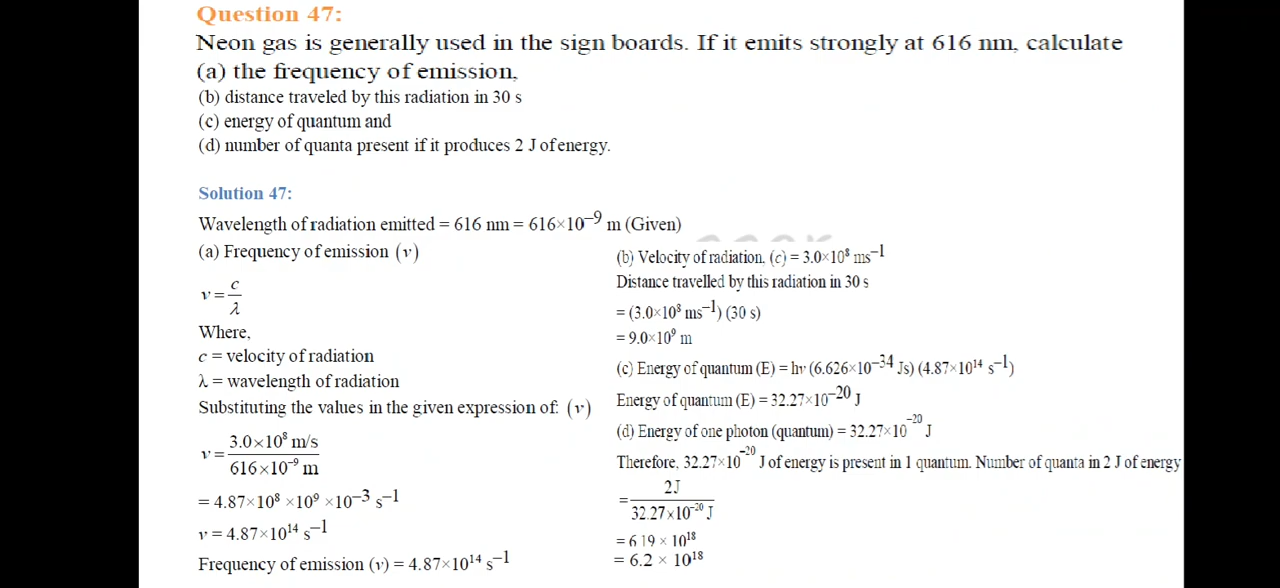 Question 47:
Neon gas is generally used in the sign boards. If it emits strongly at 616 nm, calculate
(a) the frequency of emission,
(b) distance traveled by this radiation in 30 s
(c) energy of quantum and
(d) number of quanta present if it produces 2 J of energy.
Solution 47:
Wavelength of radiation emitted = 616 nm = 616×10⁻⁹ m (Given)
(a) Frequency of emission (ν)
ν = c/λ
Where,
c = velocity of radiation
λ = wavelength of radiation
Substituting the values in the given expression of: (ν)
ν = 3.0×10⁸ m/s / 616×10⁻⁹ m
= 4.87×10⁸ ×10⁹ ×10⁻³ s⁻¹
ν = 4.87×10¹⁴ s⁻¹
Frequency of emission (ν) = 4.87×10¹⁴ s⁻¹
(b) Velocity of radiation, (c) = 3.0×10⁸ ms⁻¹
Distance travelled by this radiation in 30 s
= (3.0×10⁸ ms⁻¹) (30 s)
= 9.0×10⁹ m
(c) Energy of quantum (E) = hν (6.626×10⁻³⁴ Js) (4.87×10¹⁴ s⁻¹)
Energy of quantum (E) = 32.27×10⁻²⁰ J
(d) Energy of one photon (quantum) = 32.27×10⁻²⁰ J
Therefore, 32.27×10⁻²⁰ J of energy is present in 1 quantum. Number of quanta in 2 J of energy
= 2J / 32.27×10⁻²⁰ J
= 6 19 × 10¹⁸
= 6.2 × 10¹⁸